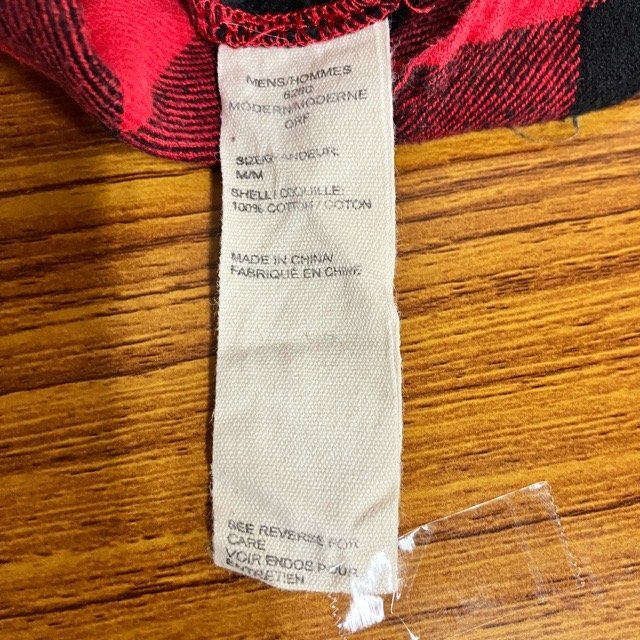 MENS/HOMMES
MODERN/MODERNE
SIZE/GRANDEUR:
M/M
SHELL / COQUILLE:
100% COTTON / COTON
MADE IN CHINA/
FABRIQUÉ EN CHINE
SEE REVERSE FOR
CARE
VOIR ENDOS POUR
ENTRETIEN